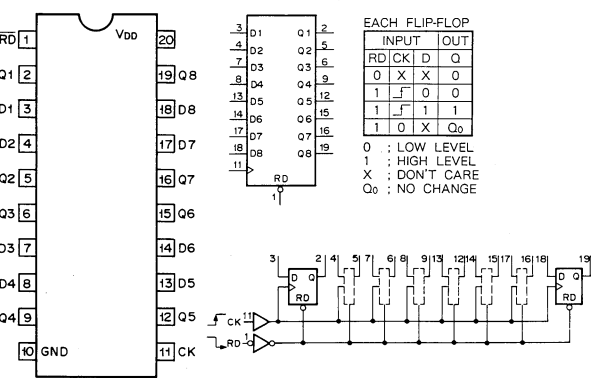 RD 1 VDD 20
Q1 2 19 Q8
D1 3 18 D8
D2 4 17 D7
Q2 5 16 Q7
Q3 6 15 Q6
D3 7 14 D6
D4 8 13 D5
Q4 9 12 Q5
10 GND 11 CK
3 D1 Q1 2
4 D2 Q2 5
7 D3 Q3 6
8 D4 Q4 9
13 D5 Q5 12
14 D6 Q6 15
17 D7 Q7 16
18 D8 Q8 19
11
RD
1
EACH FLIP-FLOP
INPUT OUT
RD CK D Q
0 X X 0
1 0 0
1 1 1
1 0 X Q0
0 ; LOW LEVEL
1 ; HIGH LEVEL
X ; DON'T CARE
Q0 ; NO CHANGE
3 2 4 5 7 6 8 9 13 12 14 15 17 16 18 19
D Q D Q
RD RD
CK 11
RD 1